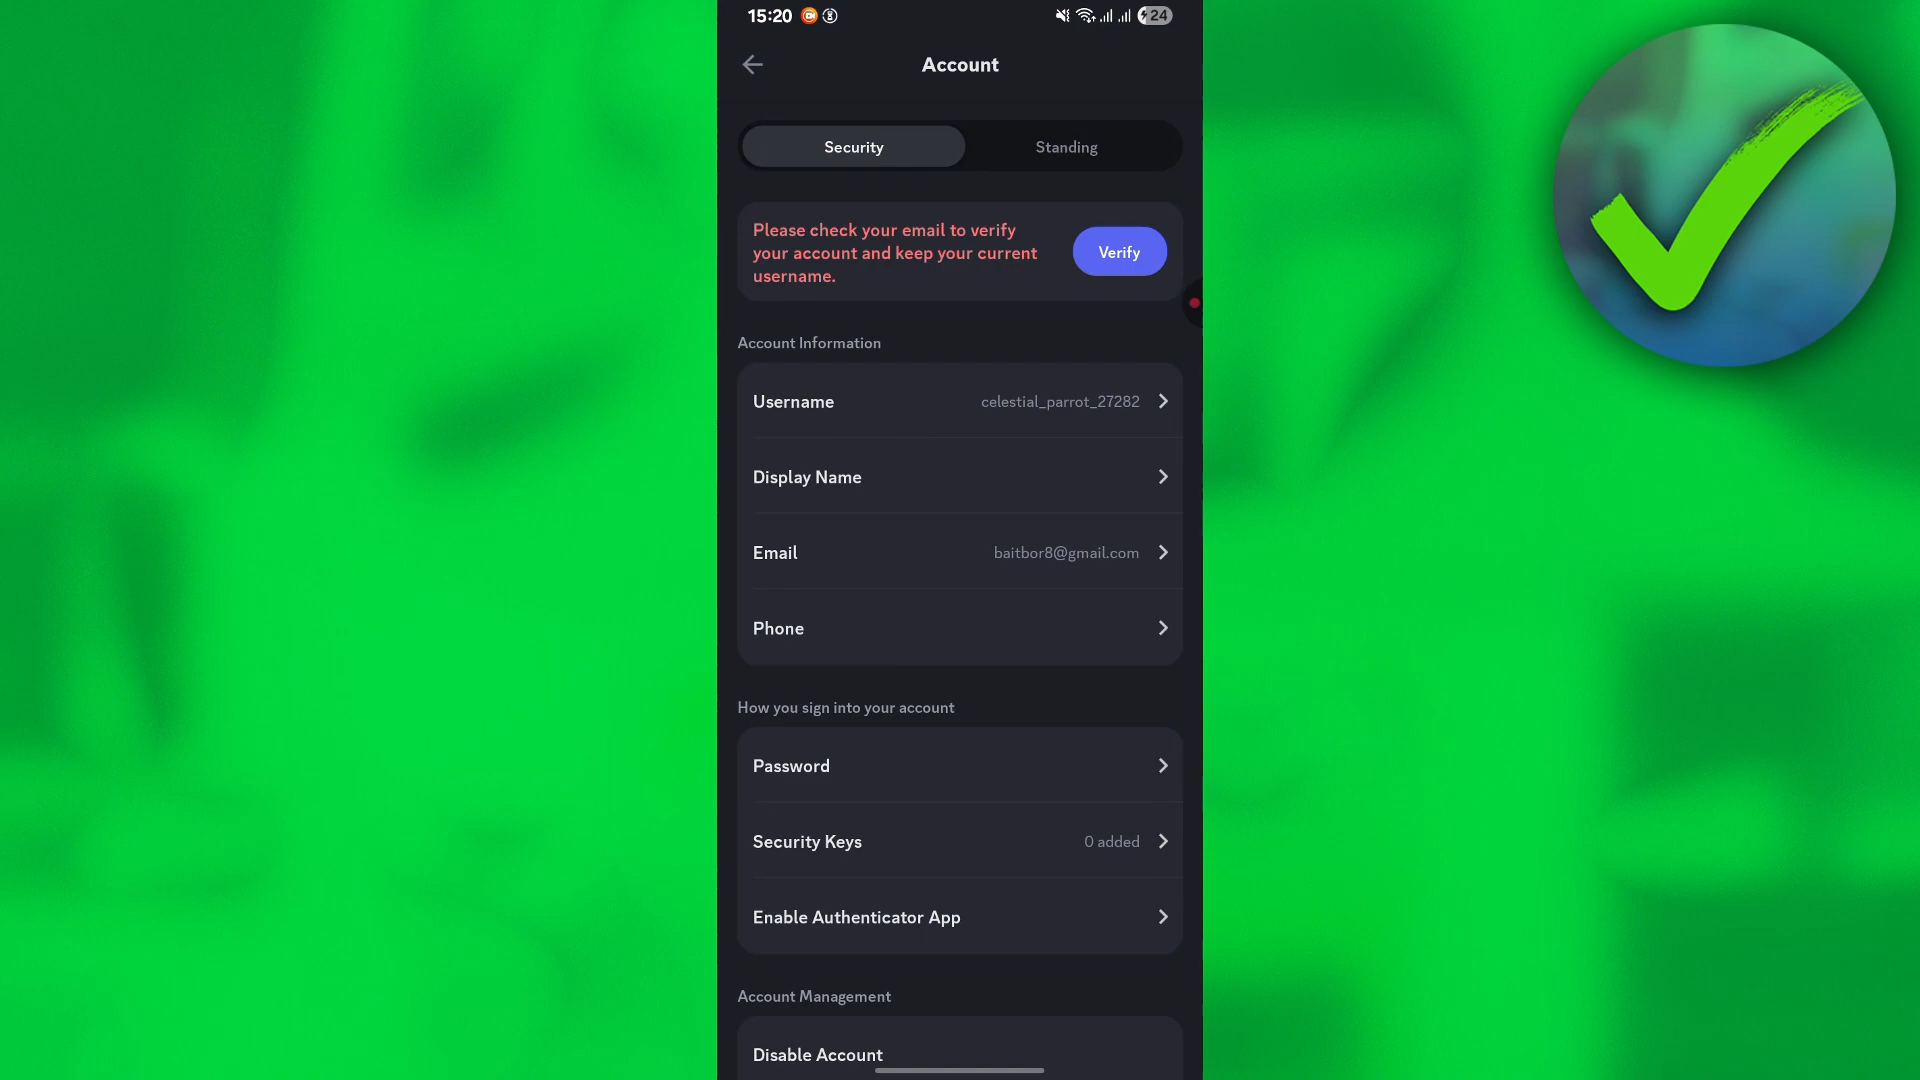 15:20
24
Account
Security
Standing
Please check your email to verify
your account and keep your current
username.
Verify
Account Information
Username
celestial_parrot_27282
Display Name
Email
baitbor8@gmail.com
Phone
How you sign into your account
Password
Security Keys
0 added
Enable Authenticator App
Account Management
Disable Account